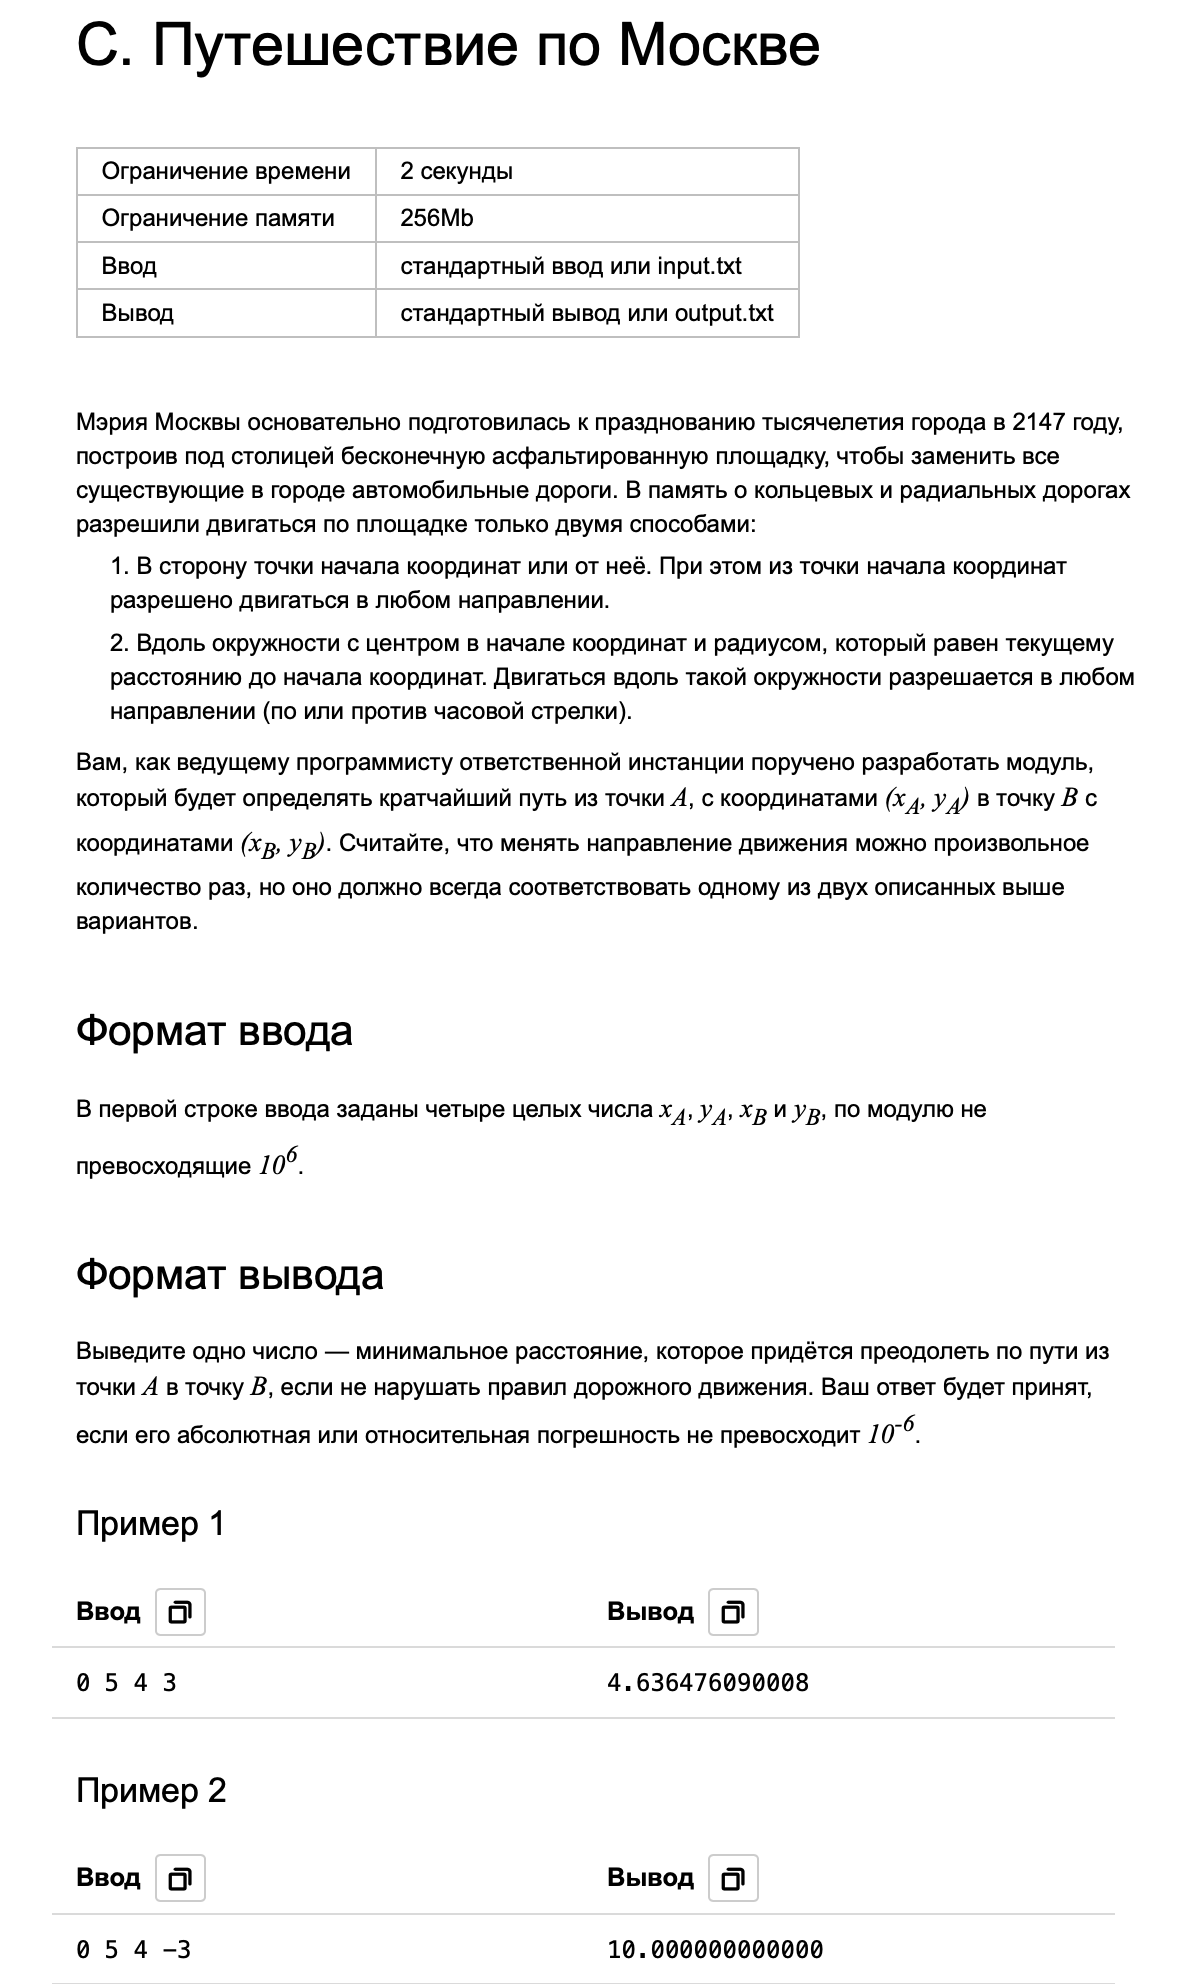 С. Путешествие по Москве
Ограничение времени 2 секунды
Ограничение памяти 256Mb
Ввод стандартный ввод или input.txt
Вывод стандартный вывод или output.txt
Мэрия Москвы основательно подготовилась к празднованию тысячелетия города в 2147 году,
построив под столицей бесконечную асфальтированную площадку, чтобы заменить все
существующие в городе автомобильные дороги. В память о кольцевых и радиальных дорогах
разрешили двигаться по площадке только двумя способами:
1. В сторону точки начала координат или от неё. При этом из точки начала координат
разрешено двигаться в любом направлении.
2. Вдоль окружности с центром в начале координат и радиусом, который равен текущему
расстоянию до начала координат. Двигаться вдоль такой окружности разрешается в любом
направлении (по или против часовой стрелки).
Вам, как ведущему программисту ответственной инстанции поручено разработать модуль,
который будет определять кратчайший путь из точки A, с координатами (x_A, y_A) в точку B с
координатами (x_B, y_B). Считайте, что менять направление движения можно произвольное
количество раз, но оно должно всегда соответствовать одному из двух описанных выше
вариантов.
Формат ввода
В первой строке ввода заданы четыре целых числа x_A, y_A, x_B и y_B, по модулю не
превосходящие 10^6.
Формат вывода
Выведите одно число — минимальное расстояние, которое придётся преодолеть по пути из
точки A в точку B, если не нарушать правил дорожного движения. Ваш ответ будет принят,
если его абсолютная или относительная погрешность не превосходит 10^-6.
Пример 1
Ввод Вывод
0 5 4 3 4.636476090008
Пример 2
Ввод Вывод
0 5 4 -3 10.000000000000